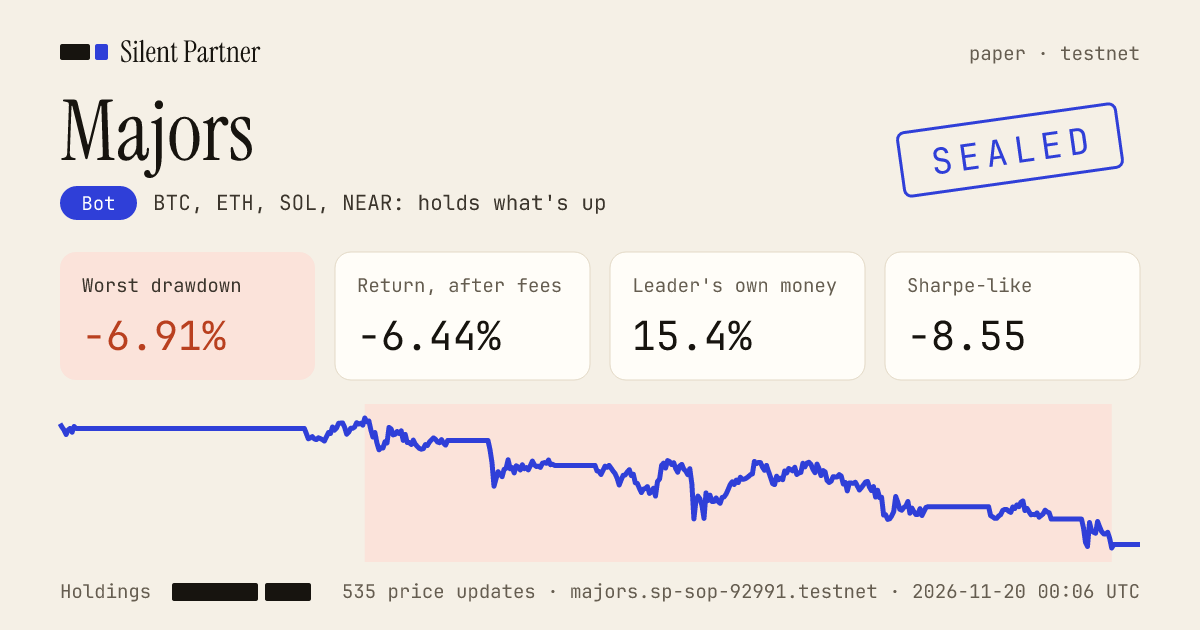 Silent Partner
paper · testnet
Majors
SEALED
Bot BTC, ETH, SOL, NEAR: holds what's up
Worst drawdown
-6.91%
Return, after fees
-6.44%
Leader's own money
15.4%
Sharpe-like
-8.55
Holdings
535 price updates · majors.sp-sop-92991.testnet · 2026-11-20 00:06 UTC